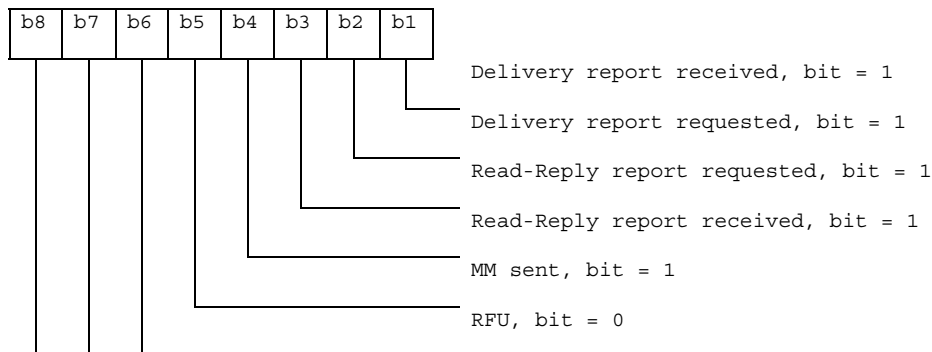 b8 b7 b6 b5 b4 b3 b2 b1
Delivery report received, bit = 1
Delivery report requested, bit = 1
Read-Reply report requested, bit = 1
Read-Reply report received, bit = 1
MM sent, bit = 1
RFU, bit = 0